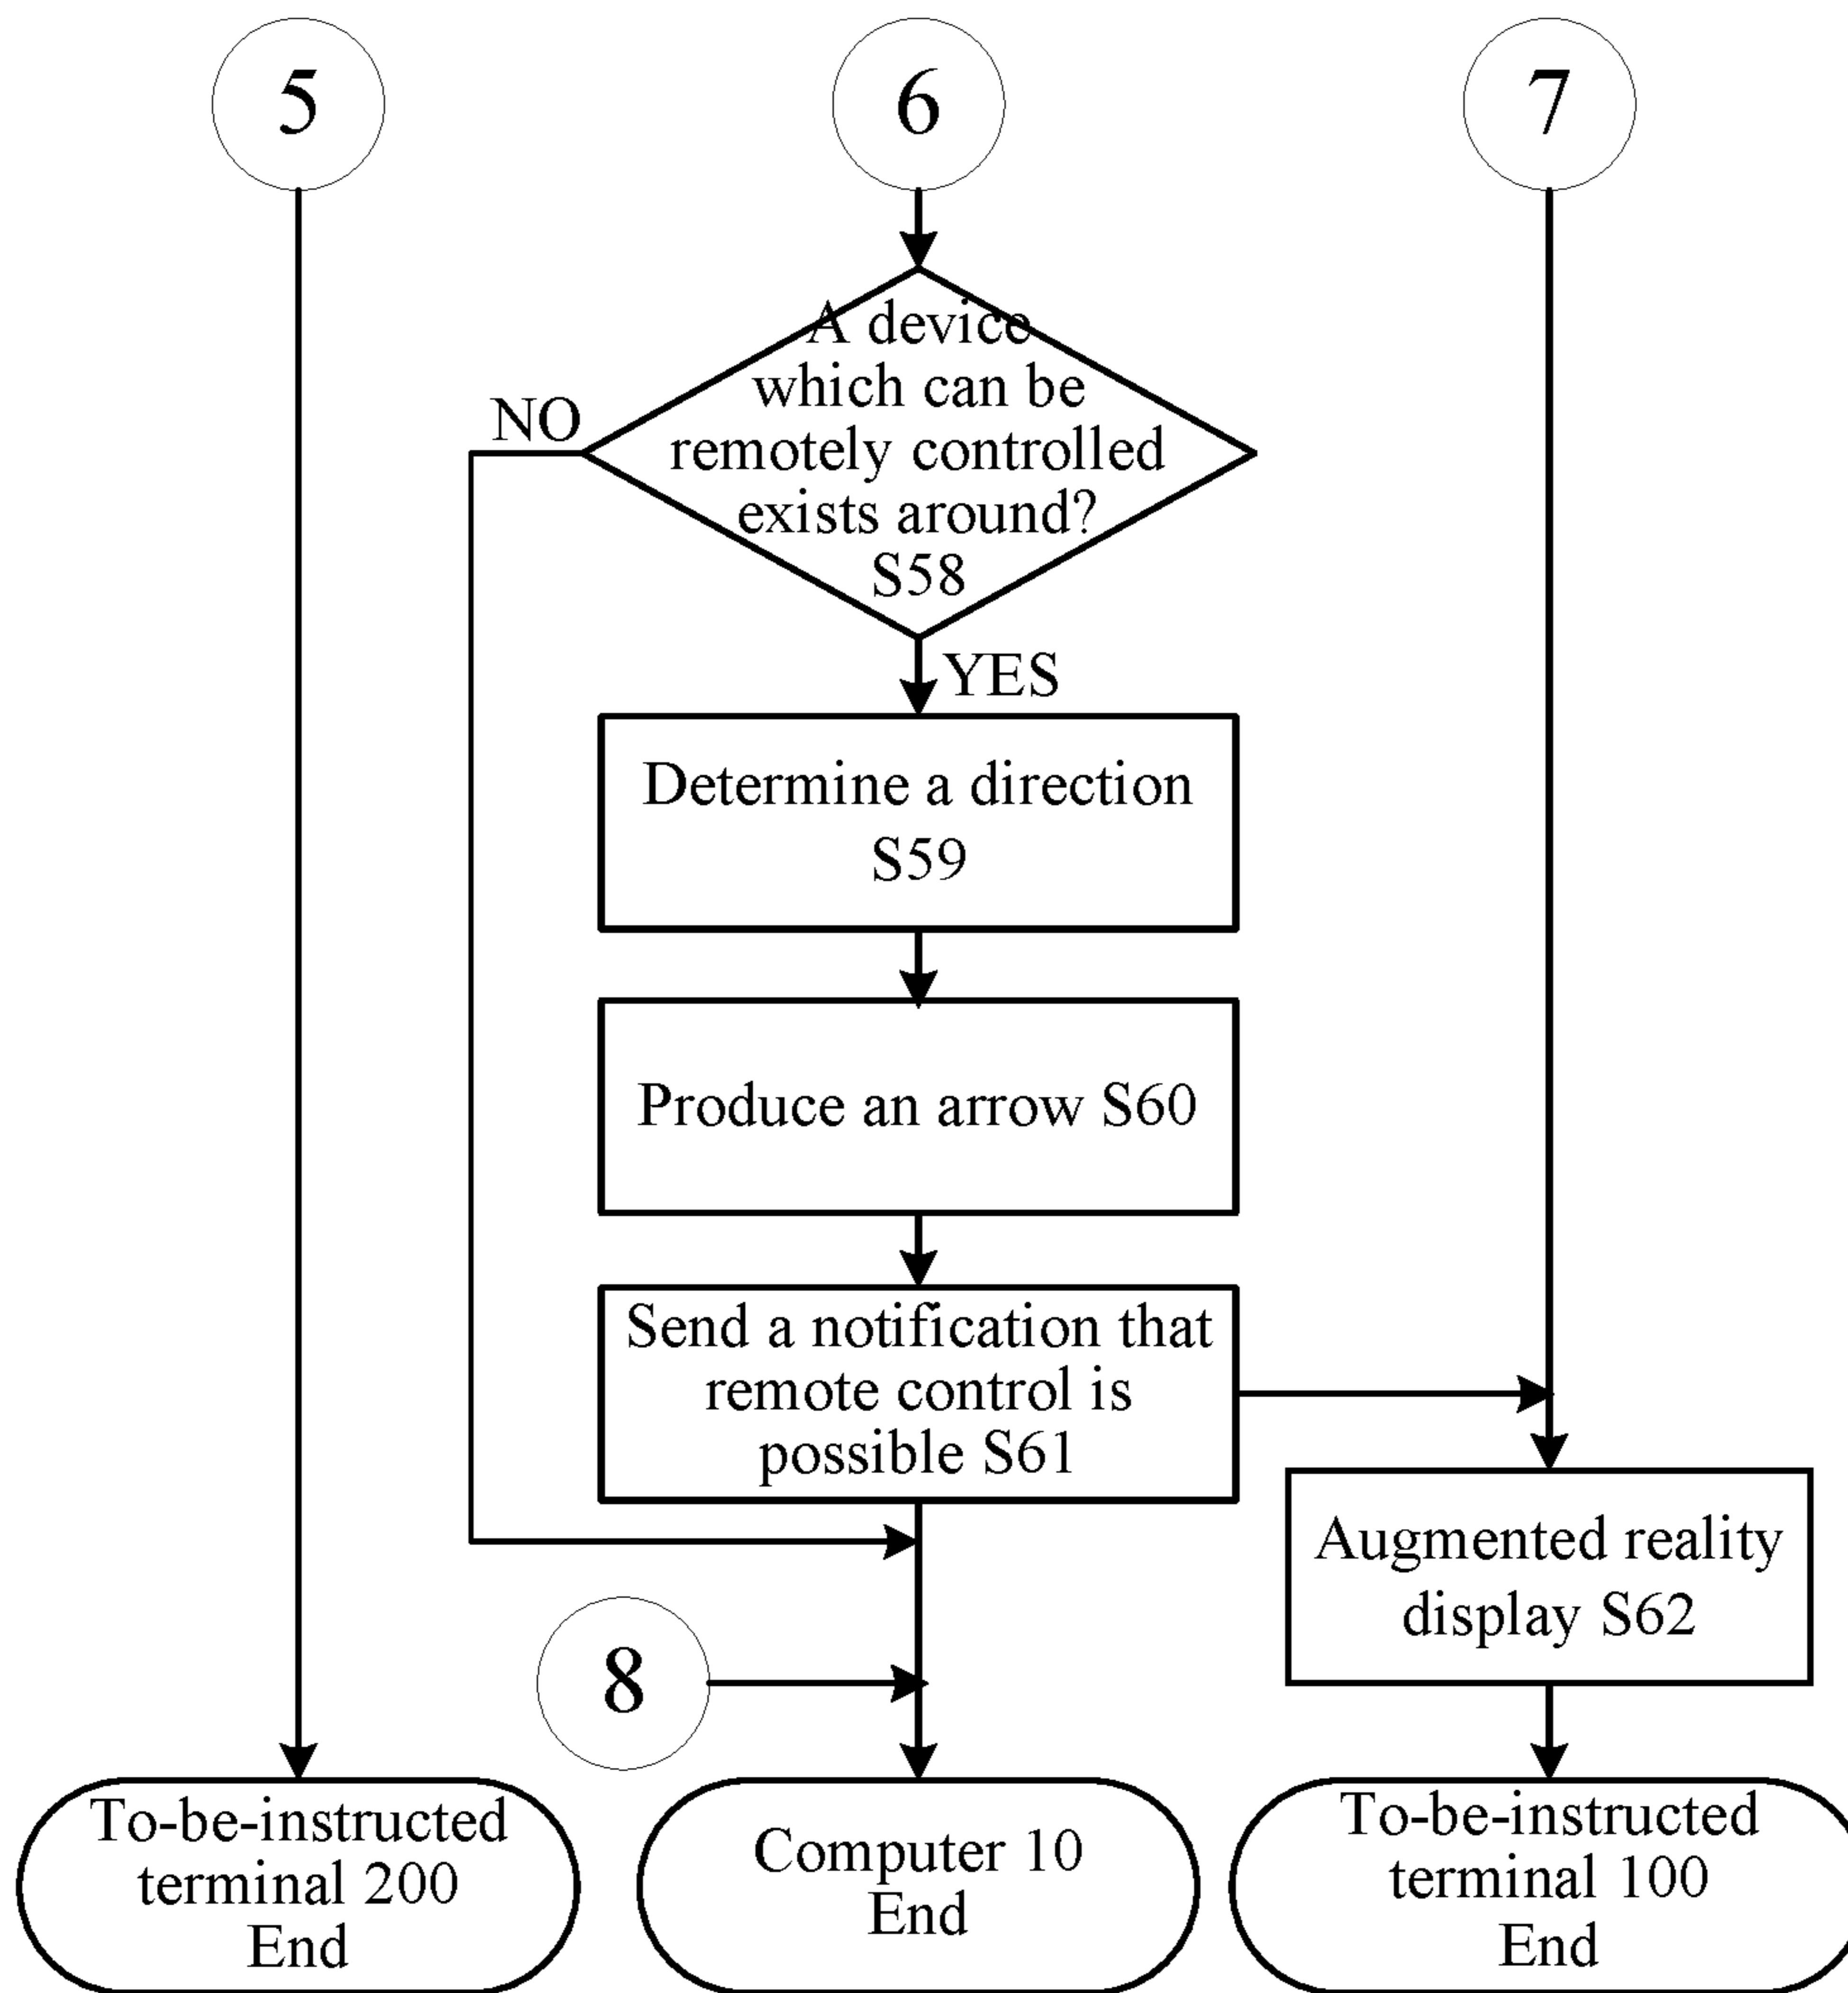 5
6
7
A device
which can be
remotely controlled
exists around?
S58
NO
YES
Determine a direction
S59
Produce an arrow S60
Send a notification that
remote control is
possible S61
Augmented reality
display S62
8
To-be-instructed
terminal 200
End
Computer 10
End
To-be-instructed
terminal 100
End